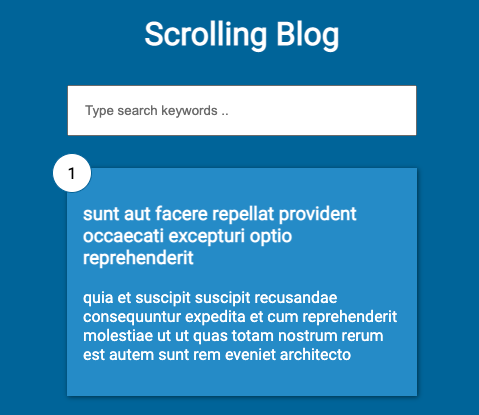 Scrolling Blog
Type search keywords ..
1
sunt aut facere repellat provident
occaecati excepturi optio
reprehenderit
quia et suscipit suscipit recusandae
consequuntur expedita et cum reprehenderit
molestiae ut ut quas totam nostrum rerum
est autem sunt rem eveniet architecto